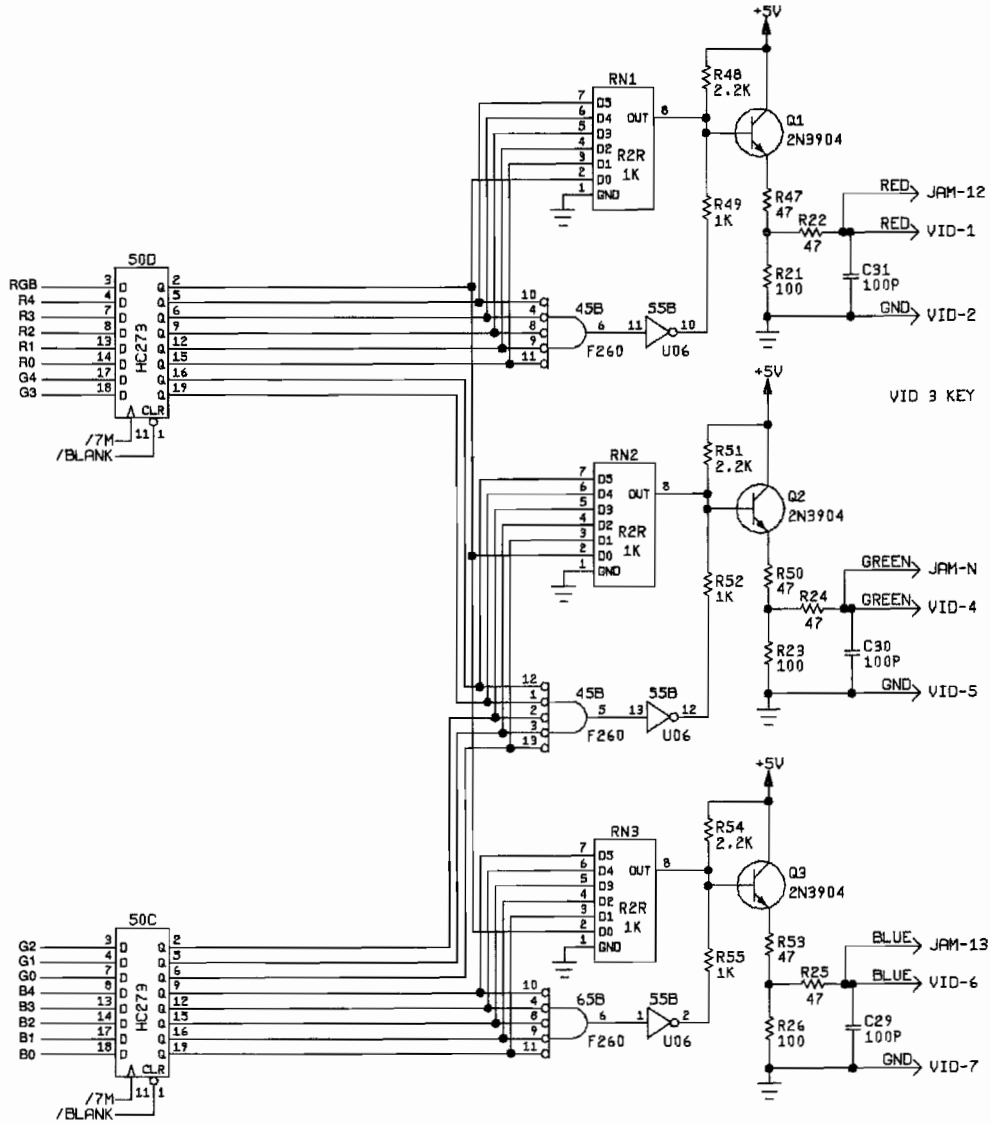 +5V
R48
2.2K
RN1
7 D5
6 D4
5 D3
4 D2
3 D1
2 D0
1 GND
OUT 8
R2R
1K
Q1
2N3904
R49
1K
R47
47
R22
47
RED JAM-12
RED VID-1
R21
100
C31
100P
GND VID-2
50D
HC273
RGB 3 D Q 2
R4 4 D Q 5
R3 7 D Q 6
R2 8 D Q 9
R1 13 D Q 12
R0 14 D Q 15
G4 17 D Q 16
G3 18 D Q 19
CLR
/7M 11 1
/BLANK
10
4
8
9
11
45B
6
F260
55B
11 10
U06
+5V
VID 3 KEY
R51
2.2K
RN2
7 D5
6 D4
5 D3
4 D2
3 D1
2 D0
1 GND
OUT 8
R2R
1K
Q2
2N3904
R52
1K
R50
47
R24
47
GREEN JAM-N
GREEN VID-4
R23
100
C30
100P
GND VID-5
12
1
2
3
13
45B
5
F260
55B
13 12
U06
+5V
R54
2.2K
RN3
7 D5
6 D4
5 D3
4 D2
3 D1
2 D0
1 GND
OUT 8
R2R
1K
Q3
2N3904
R55
1K
R53
47
R25
47
BLUE JAM-13
BLUE VID-6
R26
100
C29
100P
GND VID-7
50C
HC273
G2 3 D Q 2
G1 4 D Q 5
G0 7 D Q 6
B4 8 D Q 9
B3 13 D Q 12
B2 14 D Q 15
B1 17 D Q 16
B0 18 D Q 19
CLR
/7M 11 1
/BLANK
10
4
8
9
11
65B
6
F260
55B
1 2
U06